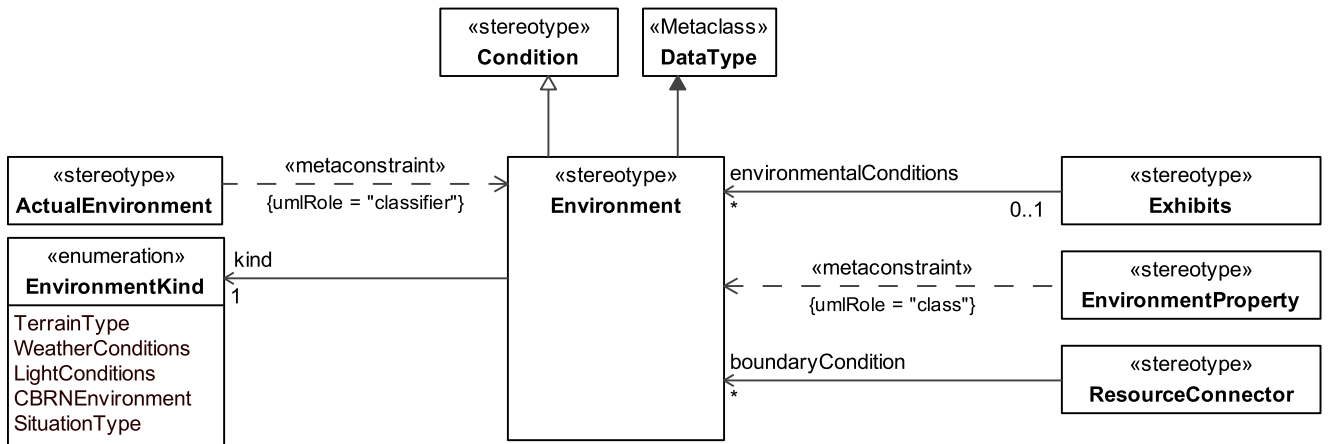 «stereotype»
Condition
«Metaclass»
DataType
«stereotype»
ActualEnvironment
«metaconstraint»
{umlRole = "classifier"}
«stereotype»
Environment
environmentalConditions
*
0..1
«stereotype»
Exhibits
«enumeration»
EnvironmentKind
TerrainType
WeatherConditions
LightConditions
CBRNEnvironment
SituationType
kind
1
«metaconstraint»
{umlRole = "class"}
«stereotype»
EnvironmentProperty
boundaryCondition
*
«stereotype»
ResourceConnector